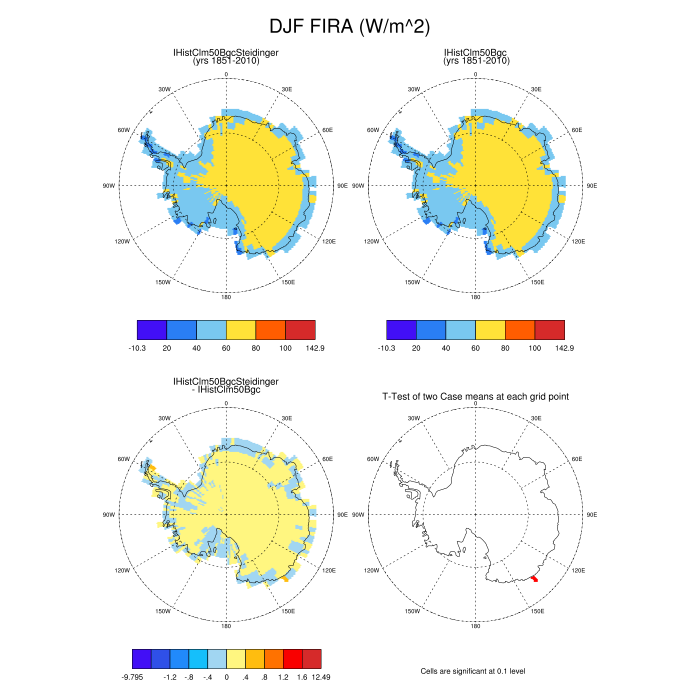 DJF FIRA (W/m^2)
IHistClm50BgcSteidinger
(yrs 1851-2010)
IHistClm50Bgc
(yrs 1851-2010)
0
30E
60E
90E
120E
150E
180
150W
120W
90W
60W
30W
0
30E
60E
90E
120E
150E
180
150W
120W
90W
60W
30W
-10.3 20 40 60 80 100 142.9
-10.3 20 40 60 80 100 142.9
IHistClm50BgcSteidinger
- IHistClm50Bgc
T-Test of two Case means at each grid point
0
30E
60E
90E
120E
150E
180
150W
120W
90W
60W
30W
0
30E
60E
90E
120E
150E
180
150W
120W
90W
60W
30W
-9.795 -1.2 -.8 -.4 0 .4 .8 1.2 1.6 12.49
Cells are significant at 0.1 level